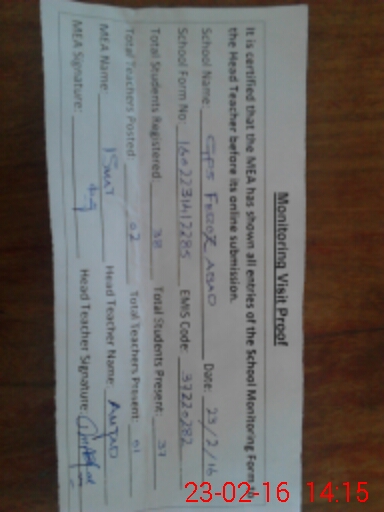 Monitoring Visit Proof
It is certified that the MEA has shown all entries of the School Monitoring Form to
the Head Teacher before its online submission.
School Name: GPS FEROZ ABAD Date: 23/2/16
School Form No: EMIS Code: 37220282
Total Students Registered: 38 Total Students Present: 37
Total Teachers Posted: 02 Total Teachers Present: 01
MEA Name: Head Teacher Name: AMJAD
MEA Signature: Head Teacher Signature:
23-02-16 14:15